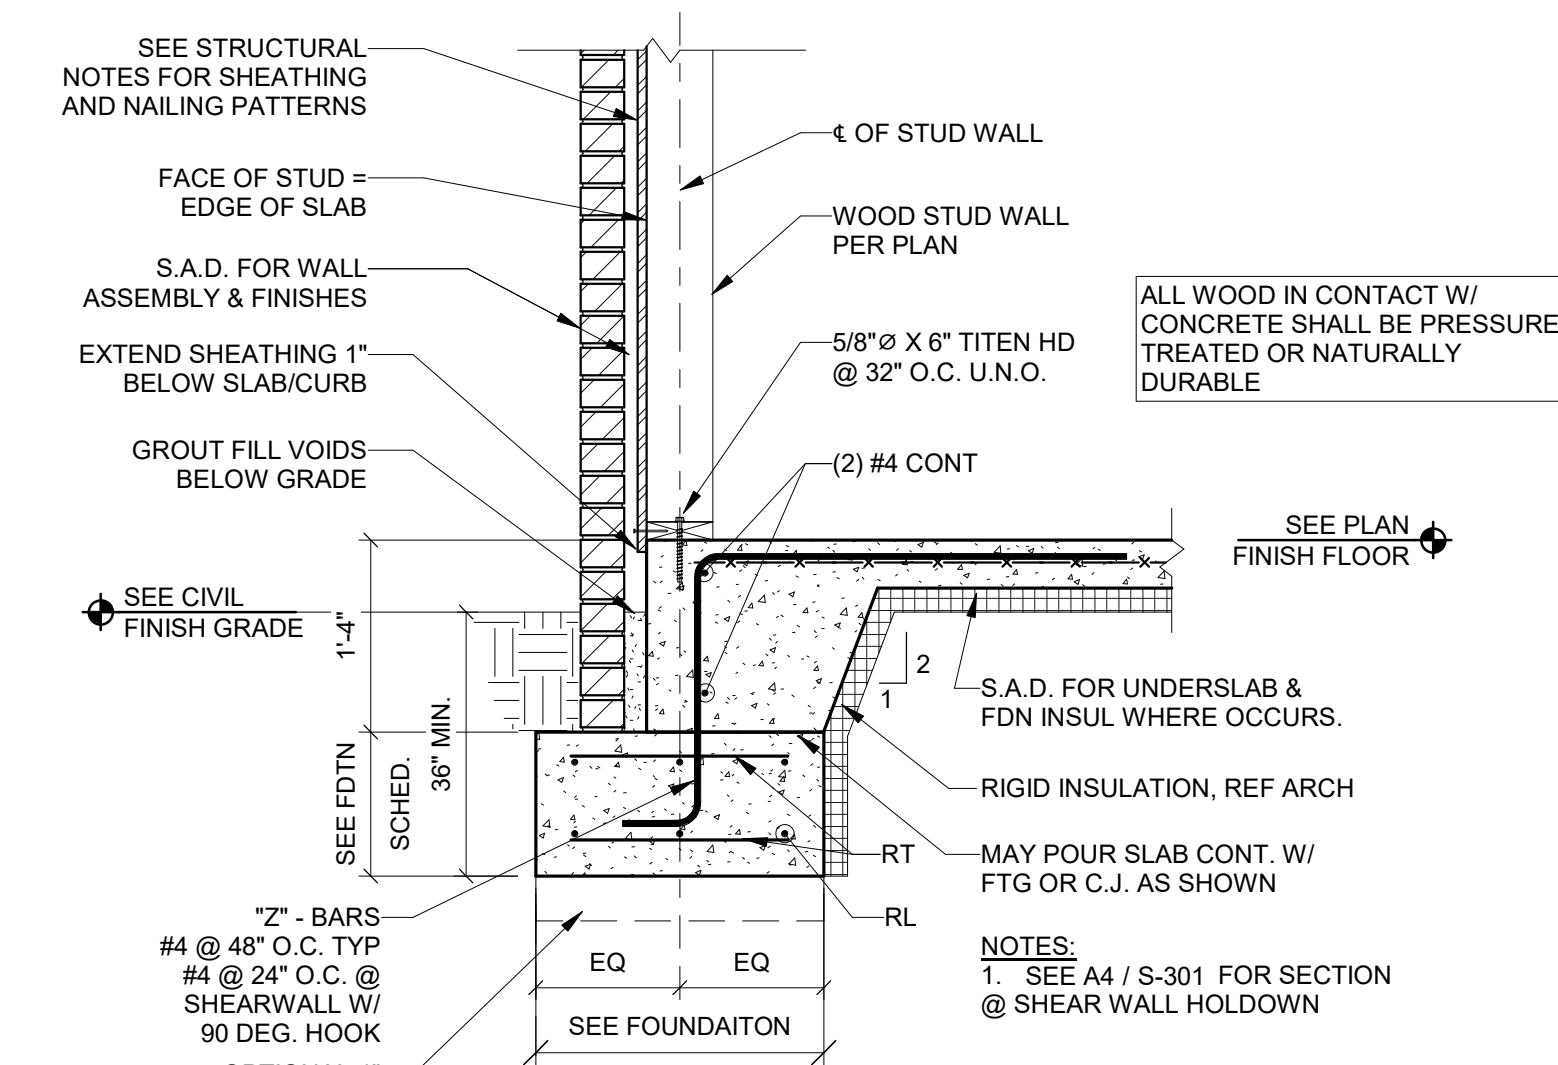 SEE STRUCTURAL
NOTES FOR SHEATHING
AND NAILING PATTERNS
FACE OF STUD =
EDGE OF SLAB
S.A.D. FOR WALL
ASSEMBLY & FINISHES
EXTEND SHEATHING 1"
BELOW SLAB/CURB
GROUT FILL VOIDS
BELOW GRADE
SEE CIVIL
FINISH GRADE
1'-4"
36" MIN.
SEE FDTN
SCHED.
"Z" - BARS
#4 @ 48" O.C. TYP
#4 @ 24" O.C. @
SHEARWALL W/
90 DEG. HOOK
℄ OF STUD WALL
WOOD STUD WALL
PER PLAN
5/8"Ø X 6" TITEN HD
@ 32" O.C. U.N.O.
(2) #4 CONT
ALL WOOD IN CONTACT W/
CONCRETE SHALL BE PRESSURE
TREATED OR NATURALLY
DURABLE
SEE PLAN
FINISH FLOOR
2
1
S.A.D. FOR UNDERSLAB &
FDN INSUL WHERE OCCURS.
RIGID INSULATION, REF ARCH
RT
MAY POUR SLAB CONT. W/
FTG OR C.J. AS SHOWN
RL
EQ
EQ
SEE FOUNDAITON
NOTES:
1. SEE A4 / S-301 FOR SECTION
@ SHEAR WALL HOLDOWN